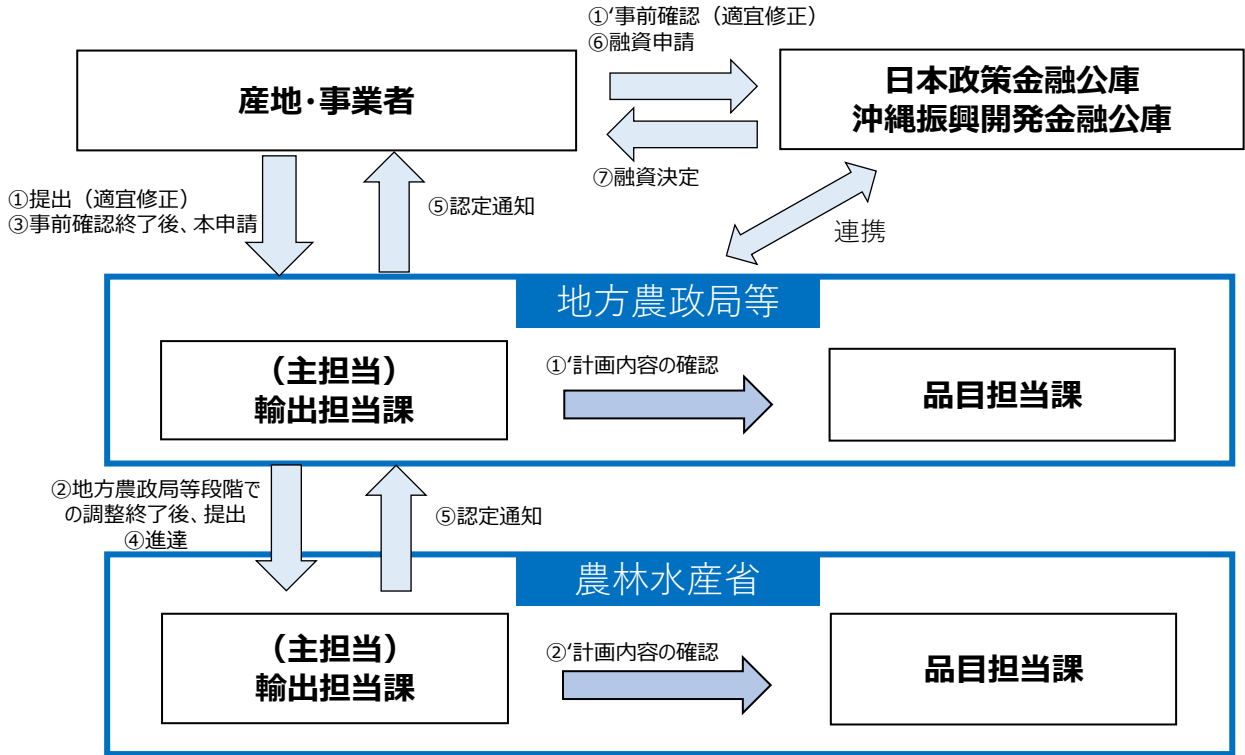 ①‘事前確認（適宜修正）
⑥融資申請
産地・事業者
日本政策金融公庫
沖縄振興開発金融公庫
⑦融資決定
①提出（適宜修正）
③事前確認終了後、本申請
⑤認定通知
連携
地方農政局等
（主担当）
輸出担当課
①‘計画内容の確認
品目担当課
②地方農政局等段階で
の調整終了後、提出
④進達
⑤認定通知
農林水産省
（主担当）
輸出担当課
②‘計画内容の確認
品目担当課